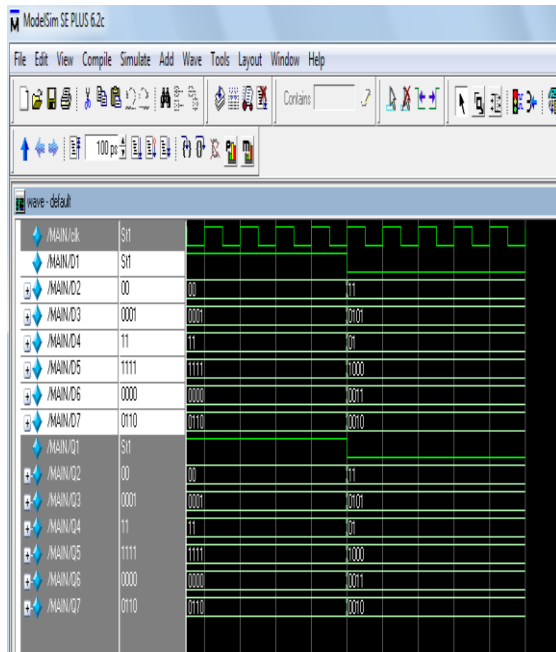 M ModelSim SE PLUS 6.2c
File Edit View Compile Simulate Add Wave Tools Layout Window Help
Contains
100 ps
wave - default
/MAIN/clk St1
/MAIN/D1 St1
/MAIN/D2 00 00 11
/MAIN/D3 0001 0001 0101
/MAIN/D4 11 11 01
/MAIN/D5 1111 1111 1000
/MAIN/D6 0000 0000 0011
/MAIN/D7 0110 0110 0010
/MAIN/Q1 St1
/MAIN/Q2 00 00 11
/MAIN/Q3 0001 0001 0101
/MAIN/Q4 11 11 01
/MAIN/Q5 1111 1111 1000
/MAIN/Q6 0000 0000 0011
/MAIN/Q7 0110 0110 0010